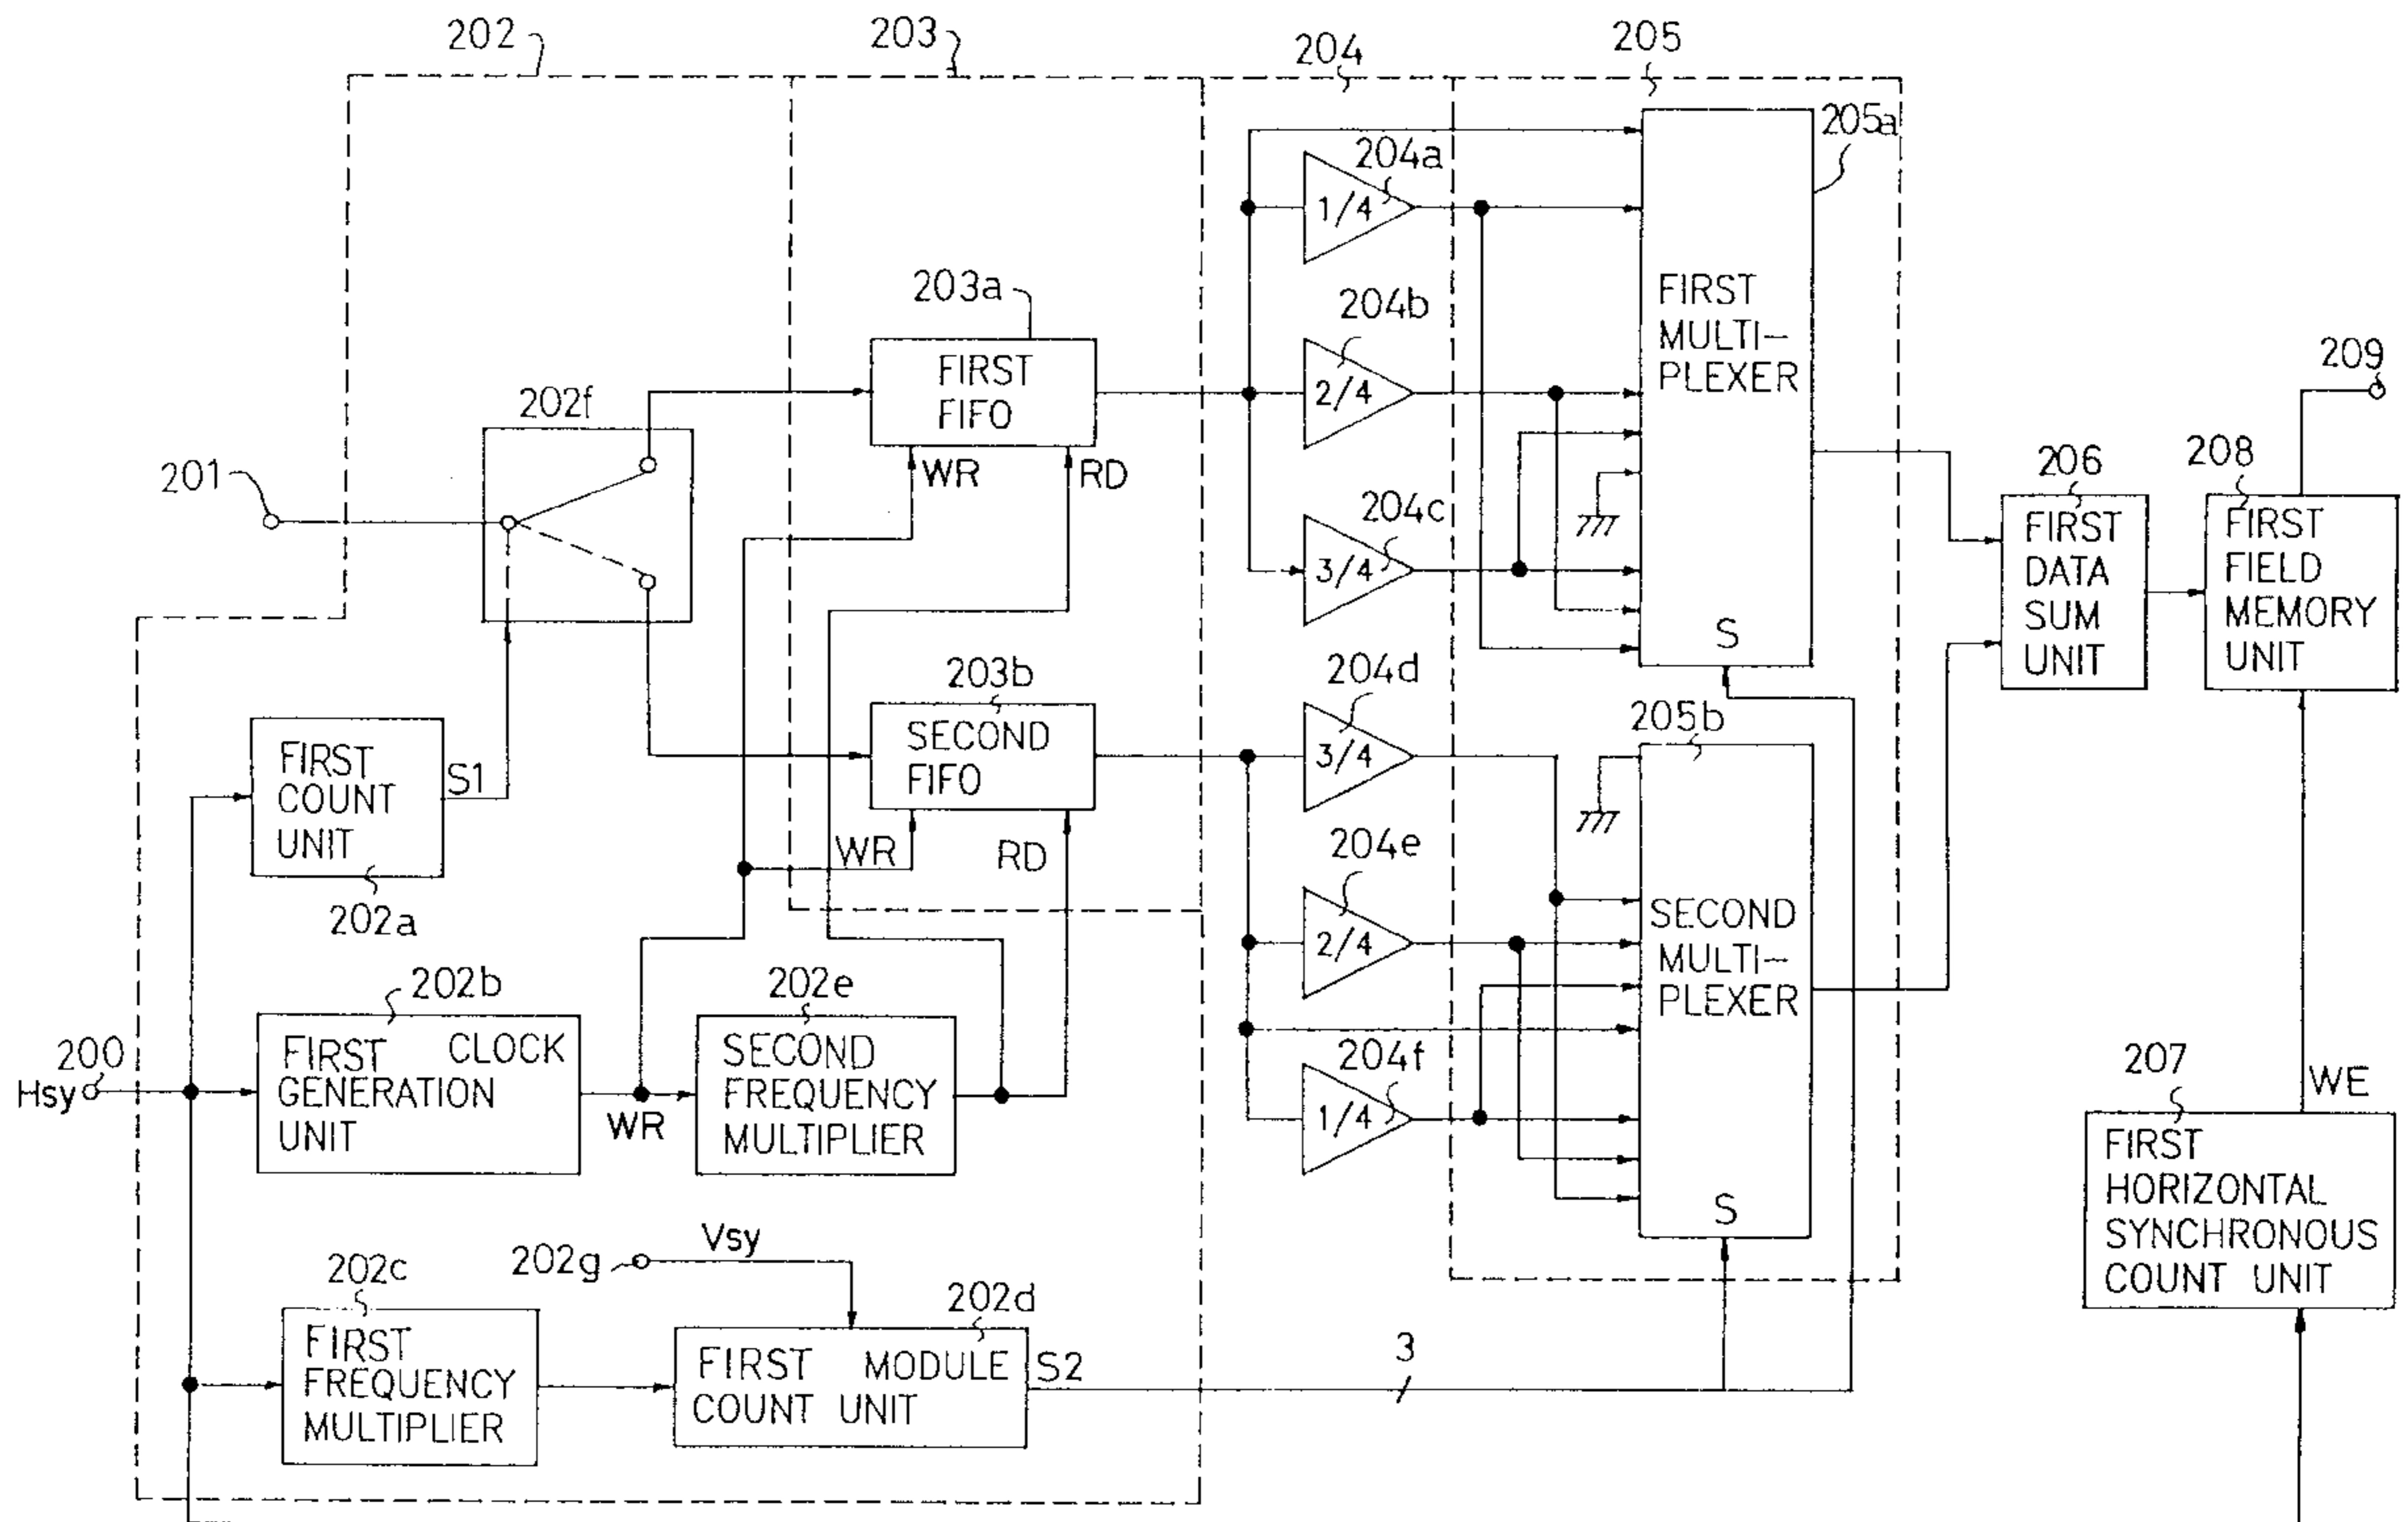 202
203
204
205
205a
204a
1/4
203a
204b
FIRST
MULTI-
PLEXER
2/4
209
FIRST
FIFO
202f
WR
RD
201
204c
206
208
3/4
FIRST
DATA
SUM
UNIT
FIRST
FIELD
MEMORY
UNIT
S
203b
204d
SECOND
FIFO
3/4
205b
FIRST
COUNT
UNIT
S1
WR
RD
204e
202a
2/4
SECOND
MULTI-
PLEXER
202b
202e
200
Hsy
FIRST CLOCK
GENERATION
UNIT
WR
SECOND
FREQUENCY
MULTIPLIER
204f
1/4
207
WE
FIRST
HORIZONTAL
SYNCHRONOUS
COUNT UNIT
S
Vsy
202g
202c
202d
FIRST
FREQUENCY
MULTIPLIER
FIRST MODULE
COUNT UNIT
S2
3